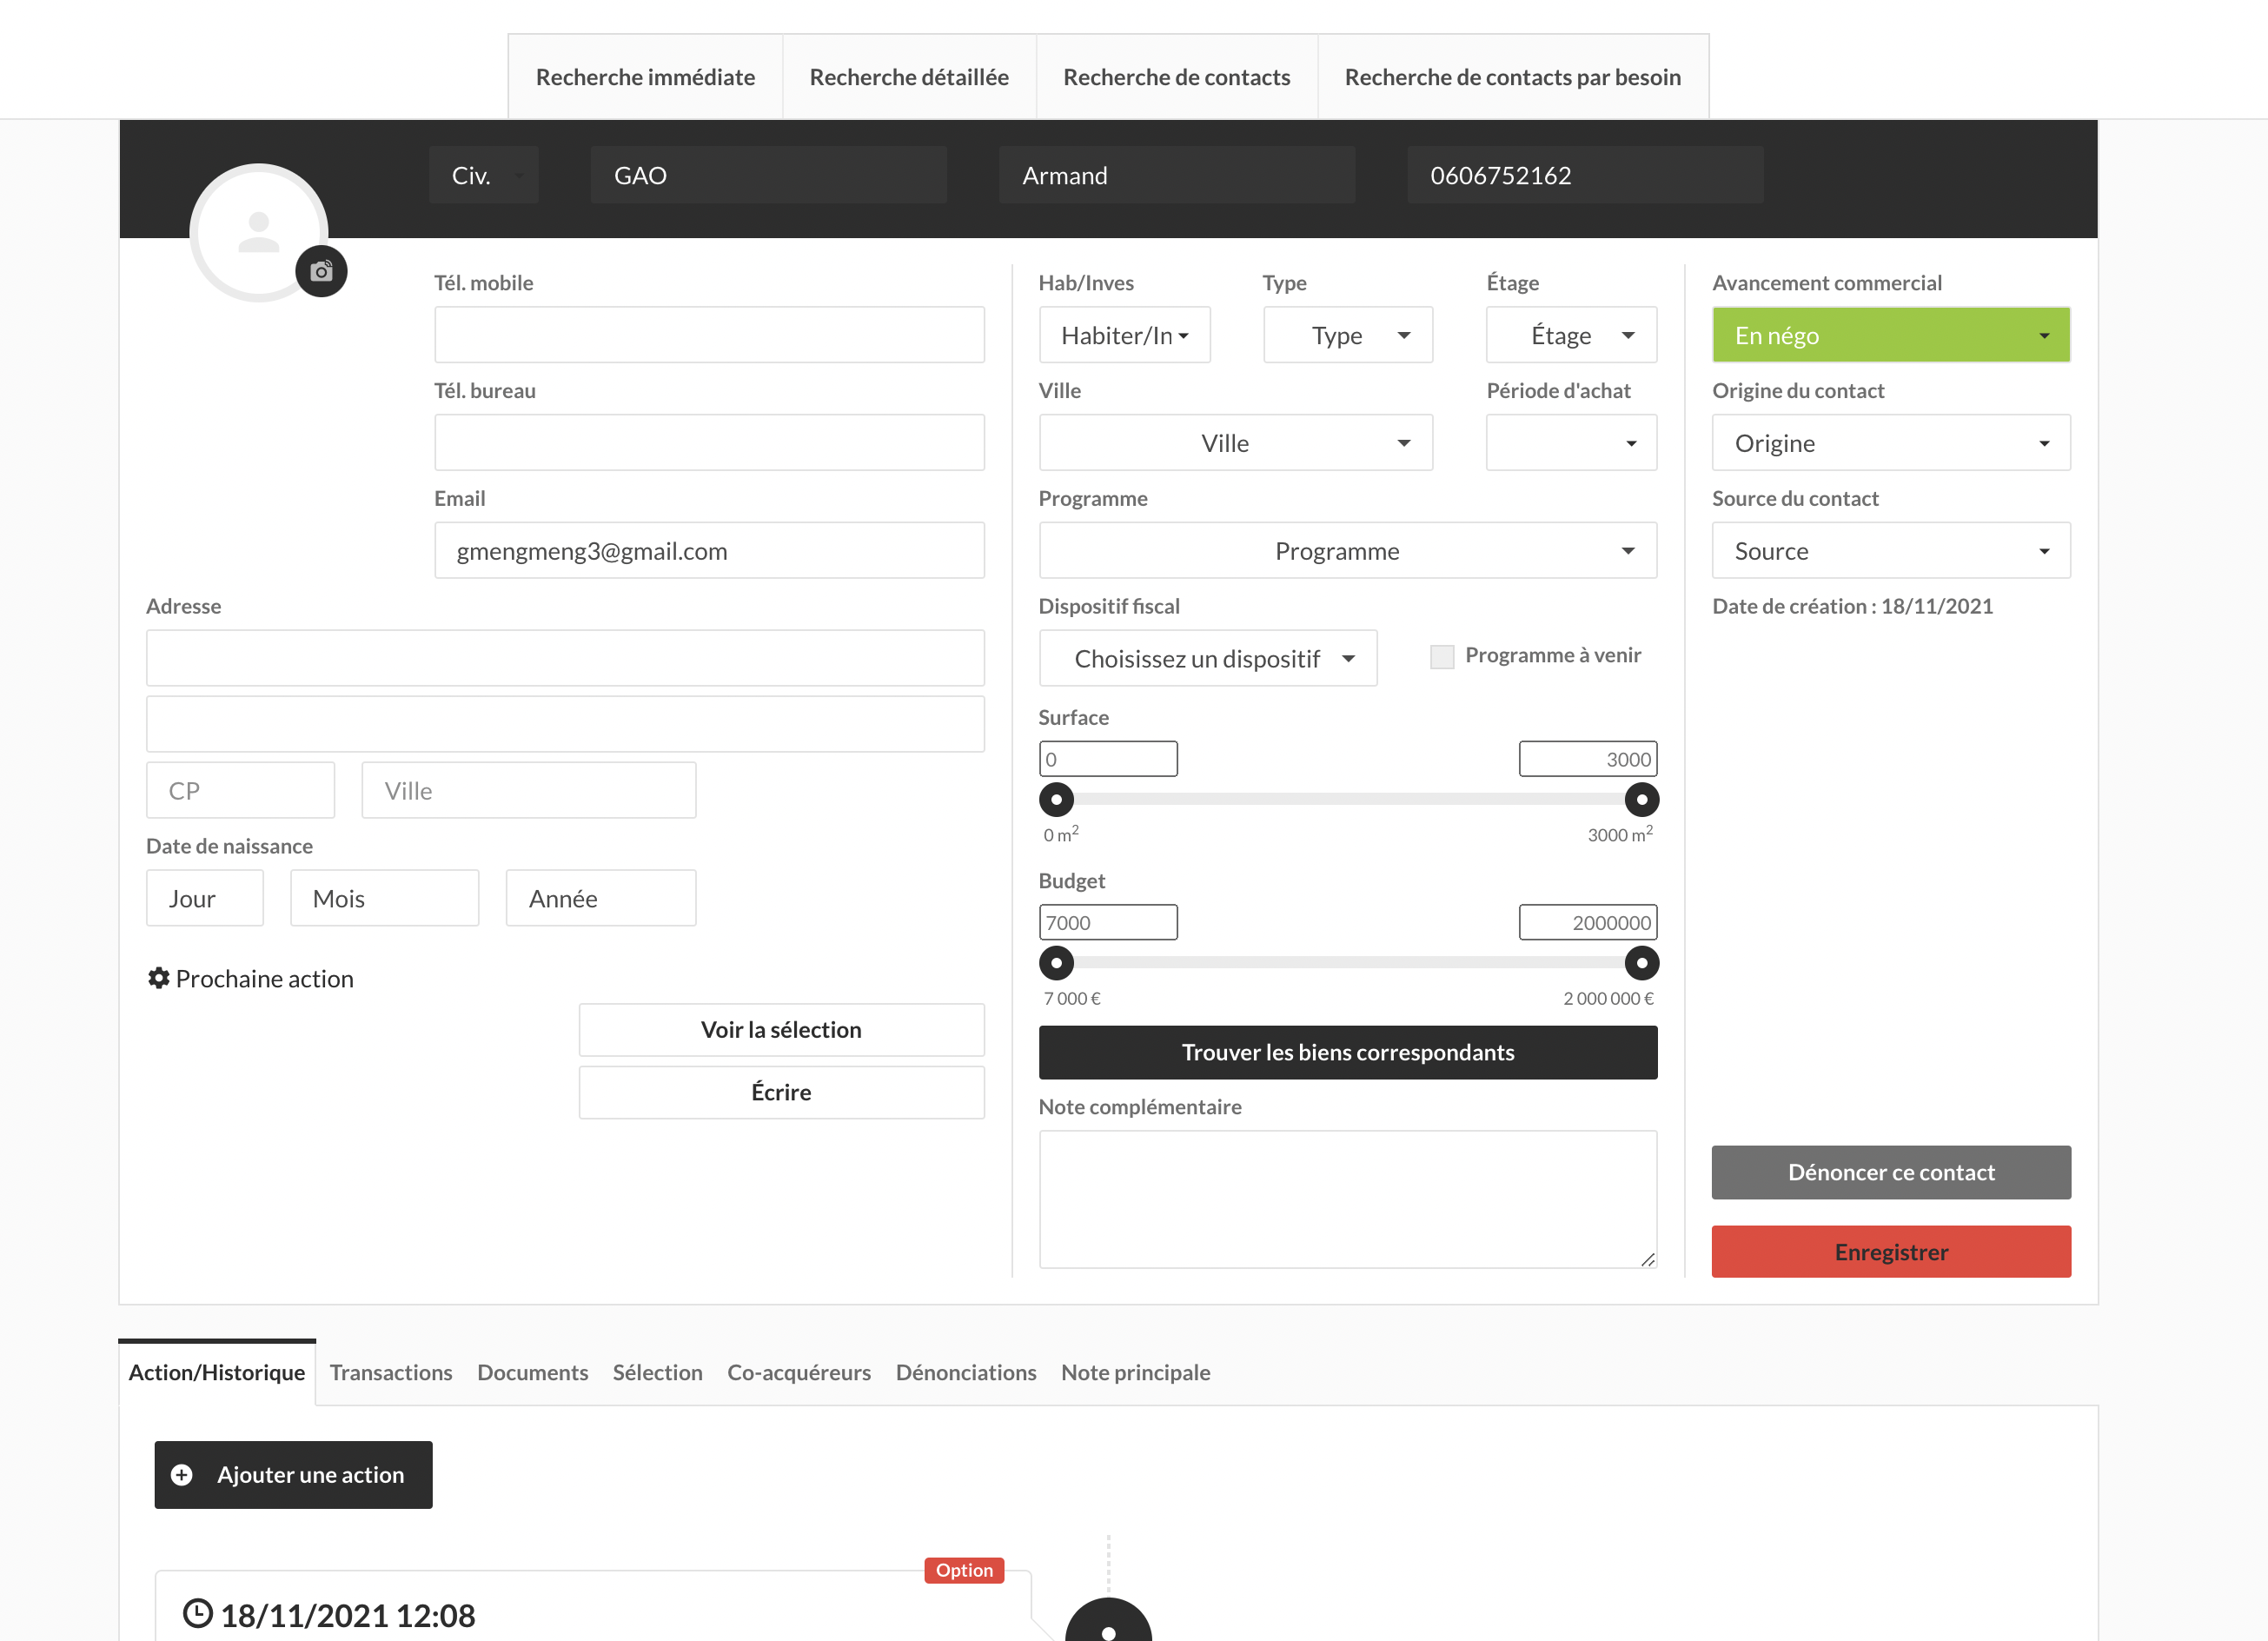 Recherche immédiate
Recherche détaillée
Recherche de contacts
Recherche de contacts par besoin
Civ.
GAO
Armand
0606752162
Tél. mobile
Tél. bureau
Email
gmengmeng3@gmail.com
Adresse
CP
Ville
Date de naissance
Jour
Mois
Année
Prochaine action
Voir la sélection
Écrire
Hab/Inves
Type
Étage
Habiter/In
Type
Étage
Ville
Période d'achat
Ville
Programme
Programme
Dispositif fiscal
Choisissez un dispositif
Programme à venir
Surface
0
3000
0 m²
3000 m²
Budget
7000
2000000
7 000 €
2 000 000 €
Trouver les biens correspondants
Note complémentaire
Avancement commercial
En négo
Origine du contact
Origine
Source du contact
Source
Date de création : 18/11/2021
Dénoncer ce contact
Enregistrer
Action/Historique
Transactions
Documents
Sélection
Co-acquéreurs
Dénonciations
Note principale
Ajouter une action
Option
18/11/2021 12:08